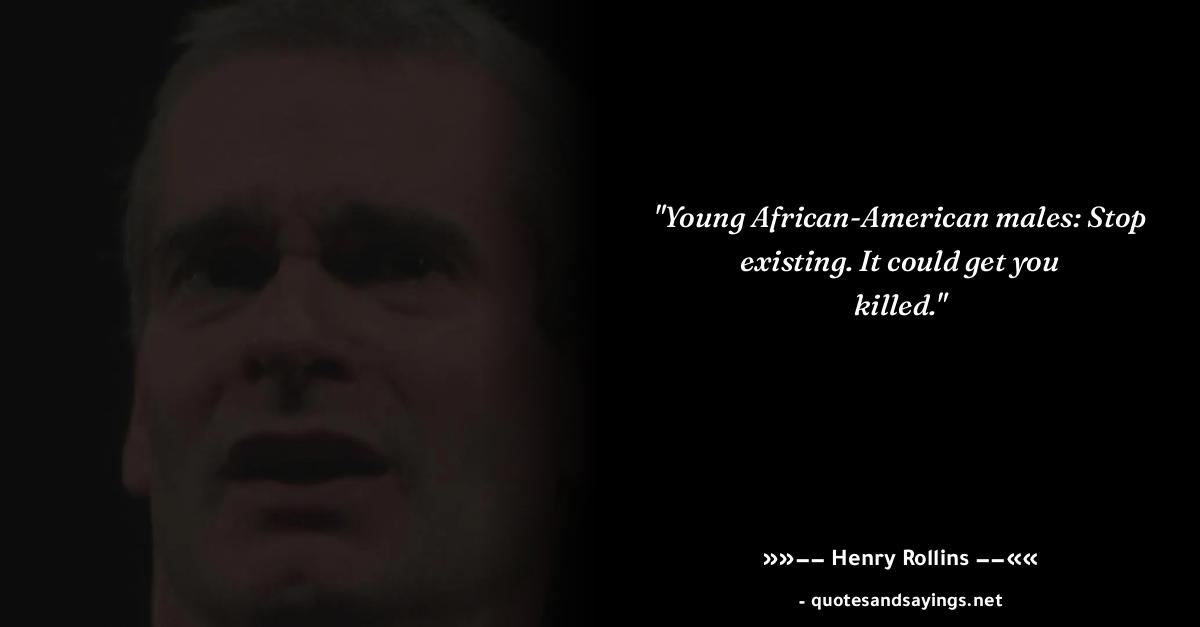 "Young African-American males: Stop
existing. It could get you
killed."
»»–– Henry Rollins ––««
- quotesandsayings.net